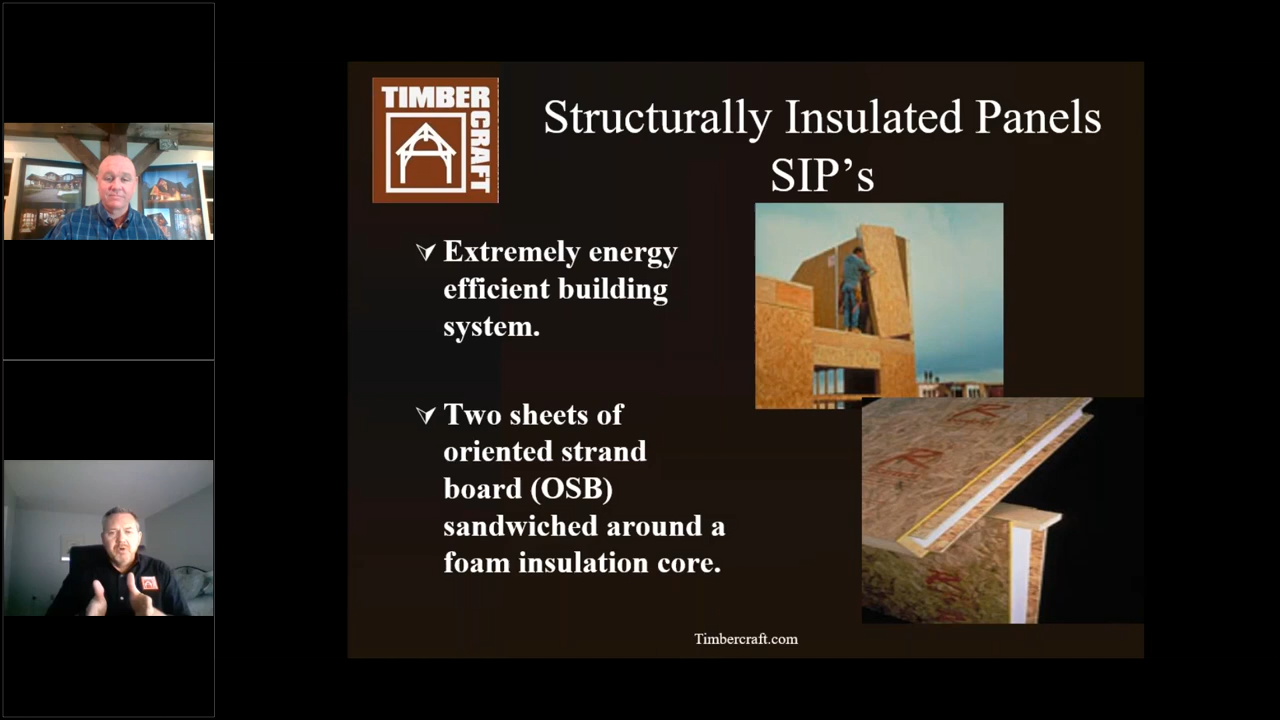 TIMBER
CRAFT
Structurally Insulated Panels
SIP’s
Extremely energy
efficient building
system.
Two sheets of
oriented strand
board (OSB)
sandwiched around a
foam insulation core.
Timbercraft.com